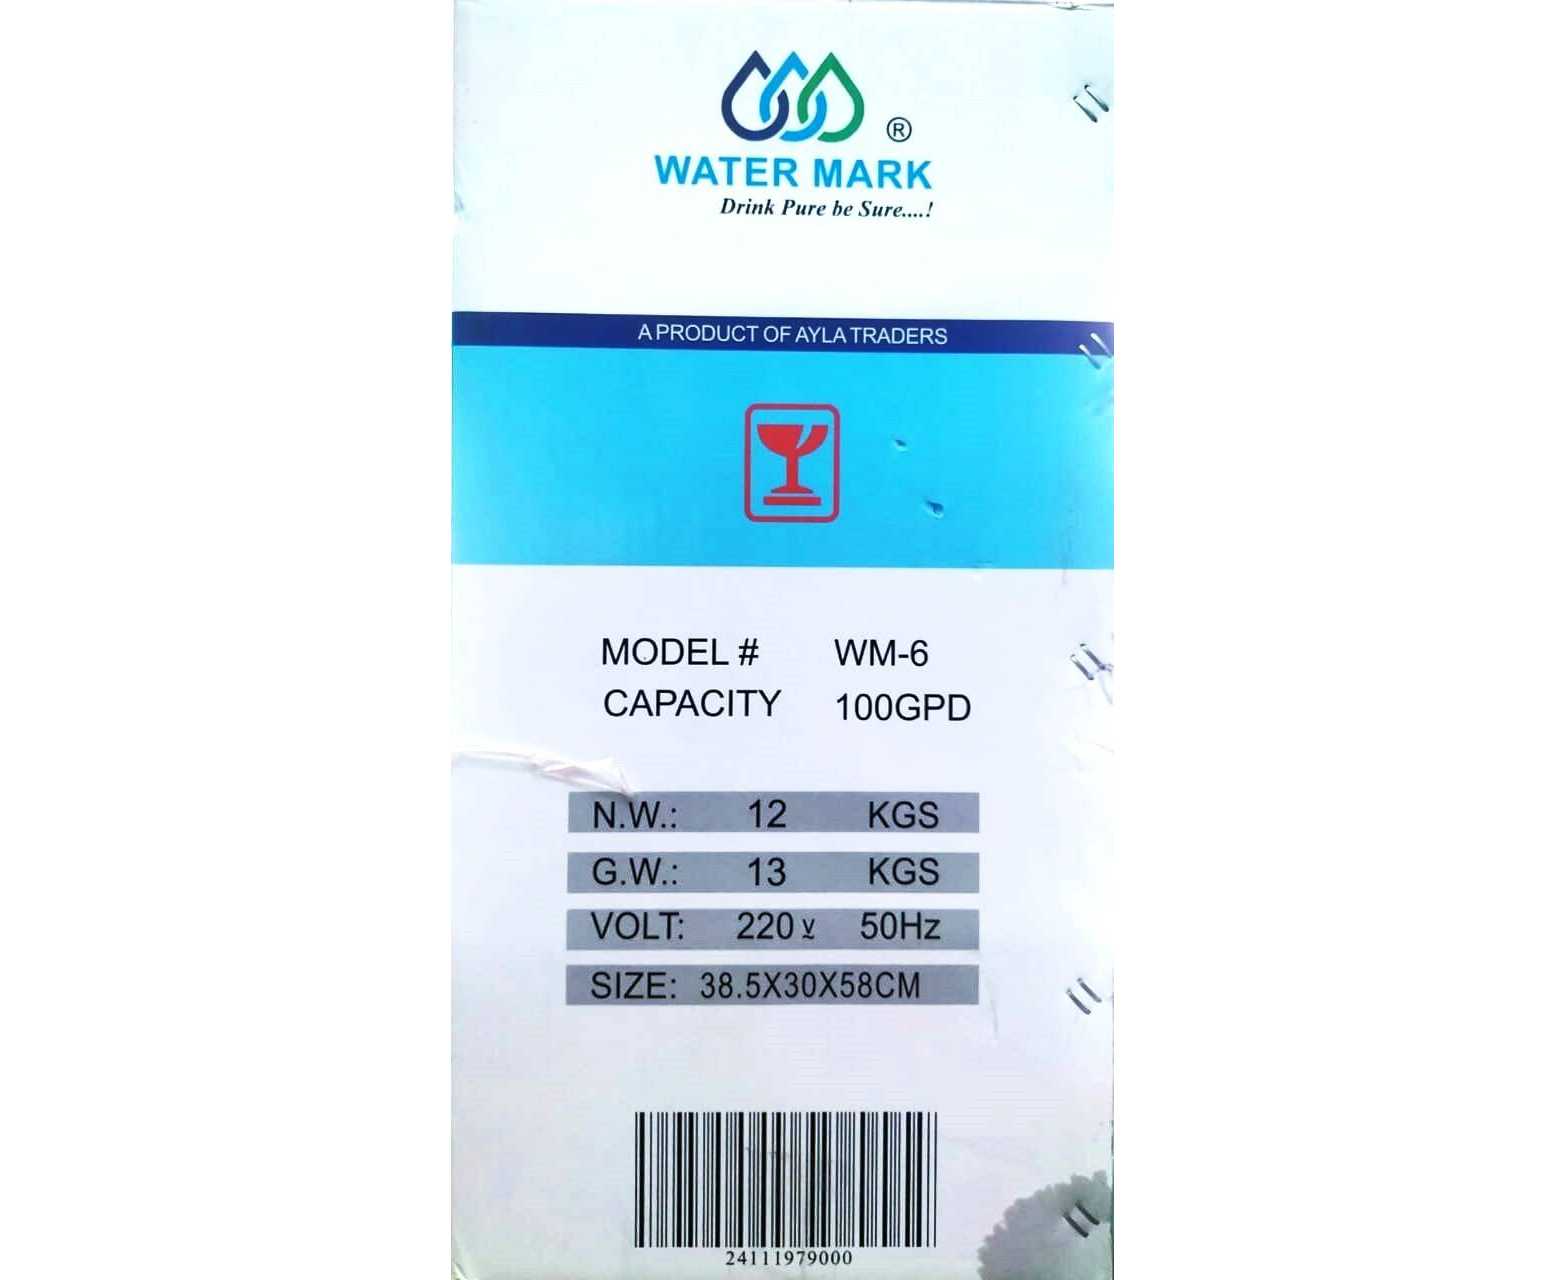 ®
WATER MARK
Drink Pure be Sure....!
A PRODUCT OF AYLA TRADERS
MODEL # WM-6
CAPACITY 100GPD
N.W.: 12 KGS
G.W.: 13 KGS
VOLT: 220 V 50Hz
SIZE: 38.5X30X58CM
24111979000